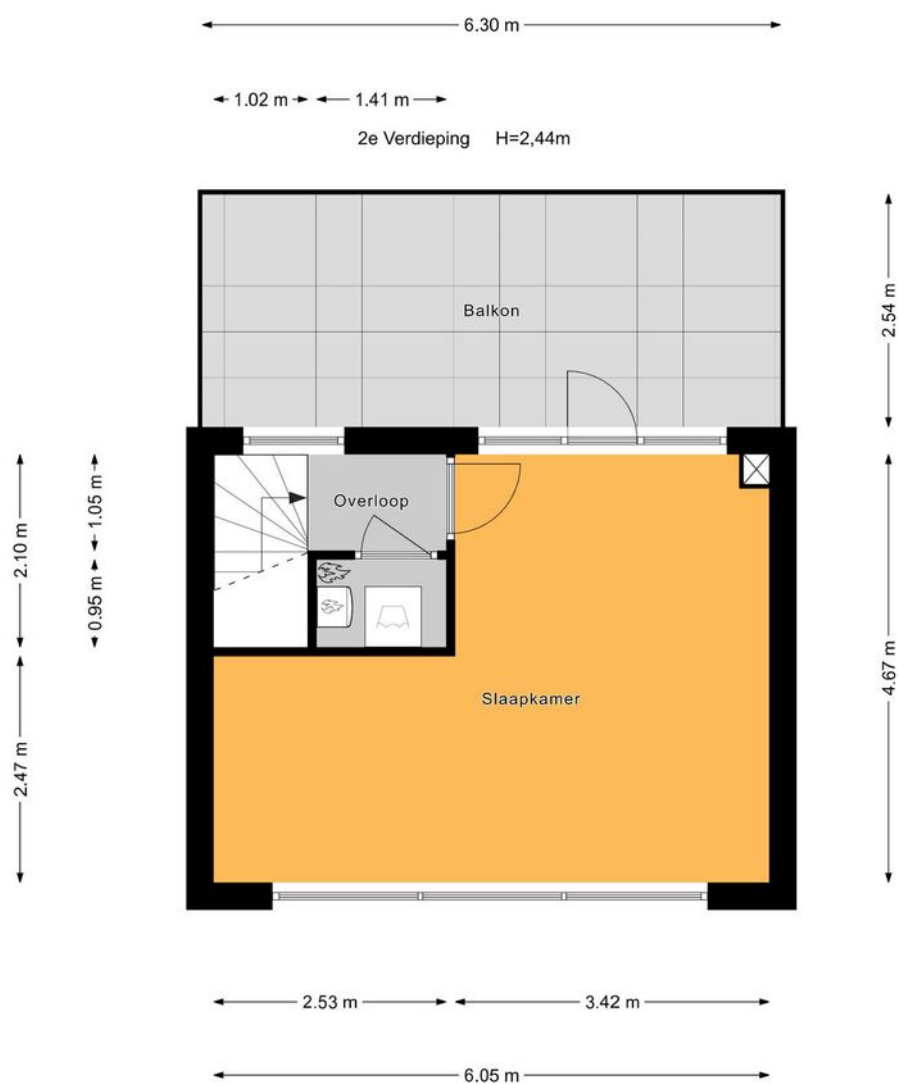 6.30 m
1.02 m
1.41 m
2e Verdieping H=2,44m
2.54 m
Balkon
2.10 m
1.05 m
Overloop
0.95 m
4.67 m
Slaapkamer
2.47 m
2.53 m
3.42 m
6.05 m